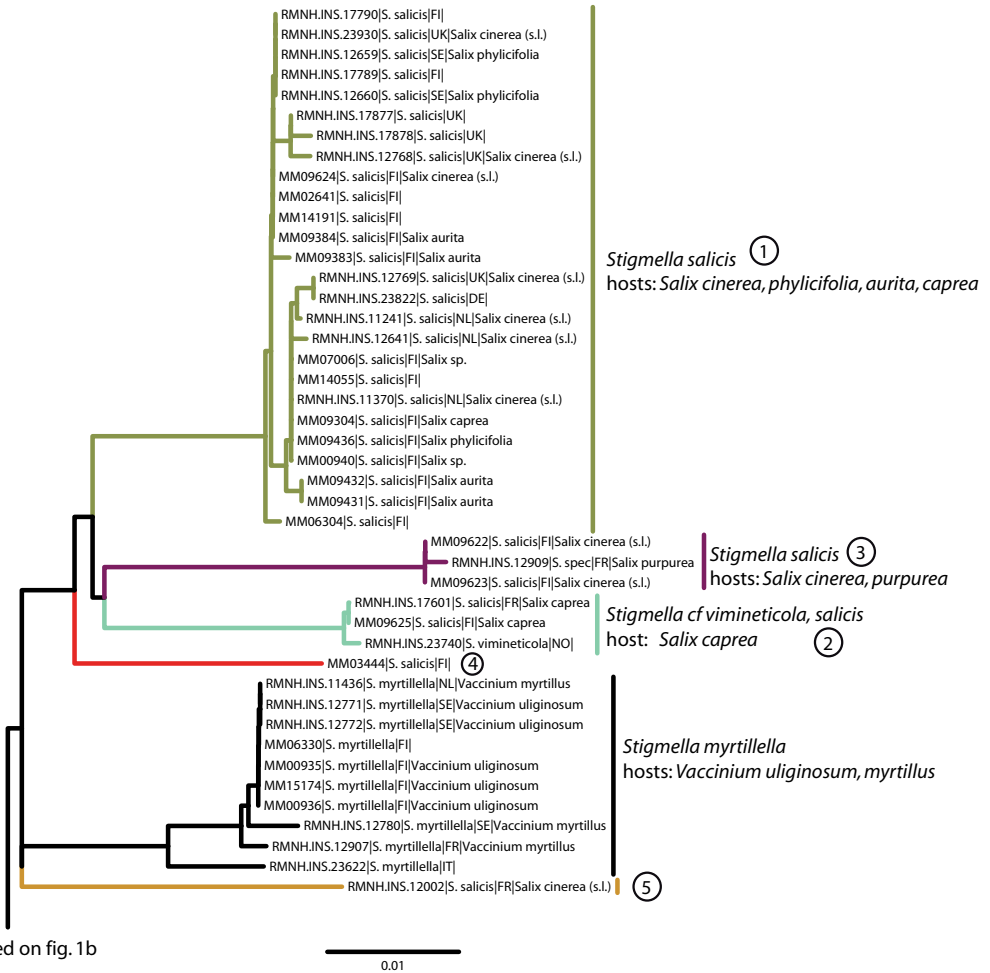 RMNH.INS.17790|S. salicis|FI|
RMNH.INS.23930|S. salicis|UK|Salix cinerea (s.l.)
RMNH.INS.12659|S. salicis|SE|Salix phylicifolia
RMNH.INS.17789|S. salicis|FI|
RMNH.INS.12660|S. salicis|SE|Salix phylicifolia
RMNH.INS.17877|S. salicis|UK|
RMNH.INS.17878|S. salicis|UK|
RMNH.INS.12768|S. salicis|UK|Salix cinerea (s.l.)
MM09624|S. salicis|FI|Salix cinerea (s.l.)
MM02641|S. salicis|FI|
MM14191|S. salicis|FI|
MM09384|S. salicis|FI|Salix aurita
MM09383|S. salicis|FI|Salix aurita
RMNH.INS.12769|S. salicis|UK|Salix cinerea (s.l.)
RMNH.INS.23822|S. salicis|DE|
RMNH.INS.11241|S. salicis|NL|Salix cinerea (s.l.)
RMNH.INS.12641|S. salicis|NL|Salix cinerea (s.l.)
MM07006|S. salicis|FI|Salix sp.
MM14055|S. salicis|FI|
RMNH.INS.11370|S. salicis|NL|Salix cinerea (s.l.)
MM09304|S. salicis|FI|Salix caprea
MM09436|S. salicis|FI|Salix phylicifolia
MM00940|S. salicis|FI|Salix sp.
MM09432|S. salicis|FI|Salix aurita
MM09431|S. salicis|FI|Salix aurita
MM06304|S. salicis|FI|
Stigmella salicis 1
hosts: Salix cinerea, phylicifolia, aurita, caprea
MM09622|S. salicis|FI|Salix cinerea (s.l.)
RMNH.INS.12909|S. spec|FR|Salix purpurea
MM09623|S. salicis|FI|Salix cinerea (s.l.)
Stigmella salicis 3
hosts: Salix cinerea, purpurea
RMNH.INS.17601|S. salicis|FR|Salix caprea
MM09625|S. salicis|FI|Salix caprea
RMNH.INS.23740|S. vimineticola|NO|
Stigmella cf vimineticola, salicis
host: Salix caprea 2
MM03444|S. salicis|FI| 4
RMNH.INS.11436|S. myrtillella|NL|Vaccinium myrtillus
RMNH.INS.12771|S. myrtillella|SE|Vaccinium uliginosum
RMNH.INS.12772|S. myrtillella|SE|Vaccinium uliginosum
MM06330|S. myrtillella|FI|
MM00935|S. myrtillella|FI|Vaccinium uliginosum
MM15174|S. myrtillella|FI|Vaccinium uliginosum
MM00936|S. myrtillella|FI|Vaccinium uliginosum
RMNH.INS.12780|S. myrtillella|SE|Vaccinium myrtillus
RMNH.INS.12907|S. myrtillella|FR|Vaccinium myrtillus
RMNH.INS.23622|S. myrtillella|IT|
Stigmella myrtillella
hosts: Vaccinium uliginosum, myrtillus
RMNH.INS.12002|S. salicis|FR|Salix cinerea (s.l.) 5
ed on fig. 1b
0.01